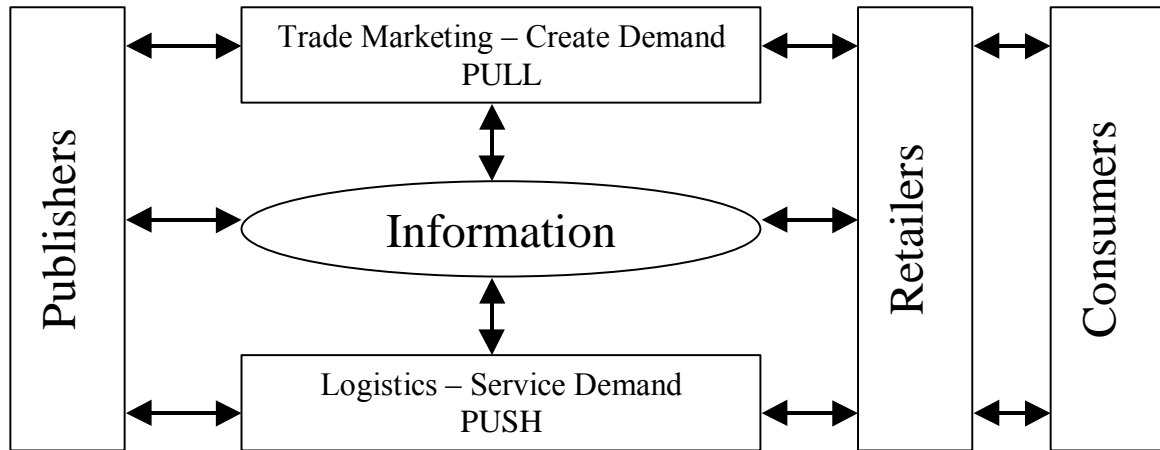 Publishers
Trade Marketing – Create Demand
PULL
Information
Logistics – Service Demand
PUSH
Retailers
Consumers